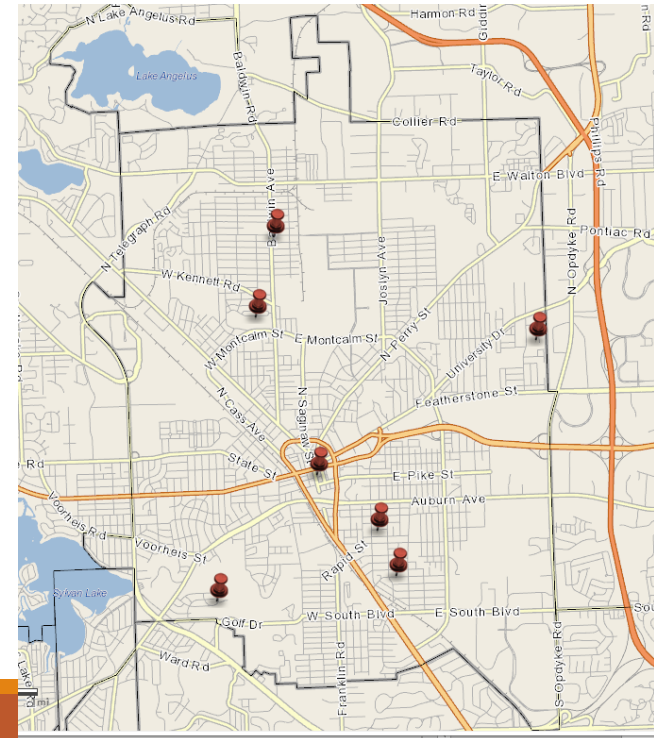 N Lake Angelus Rd
Harmon Rd
Giddin
n Rd
Lake Angelus
Baldwin Rd
Taylor Rd
Collier Rd
Phillips Rd
E Walton Blvd
N Telegraph Rd
N Opdyke Rd
Pontiac Rd
Joslyn Ave
W Kennett Rd
W Montcalm St
E Montcalm St
N Perry St
University Dr
N Cass Ave
N Saginaw St
Featherstone St
State St
Rd
E Pike St
Auburn Ave
Voorheis Rd
Voorheis St
Rapid St
Sylvan Lake
Golf Dr
W South Blvd
E South Blvd
Sou
Ward Rd
Franklin Rd
S Opdyke Rd
Lake
mi